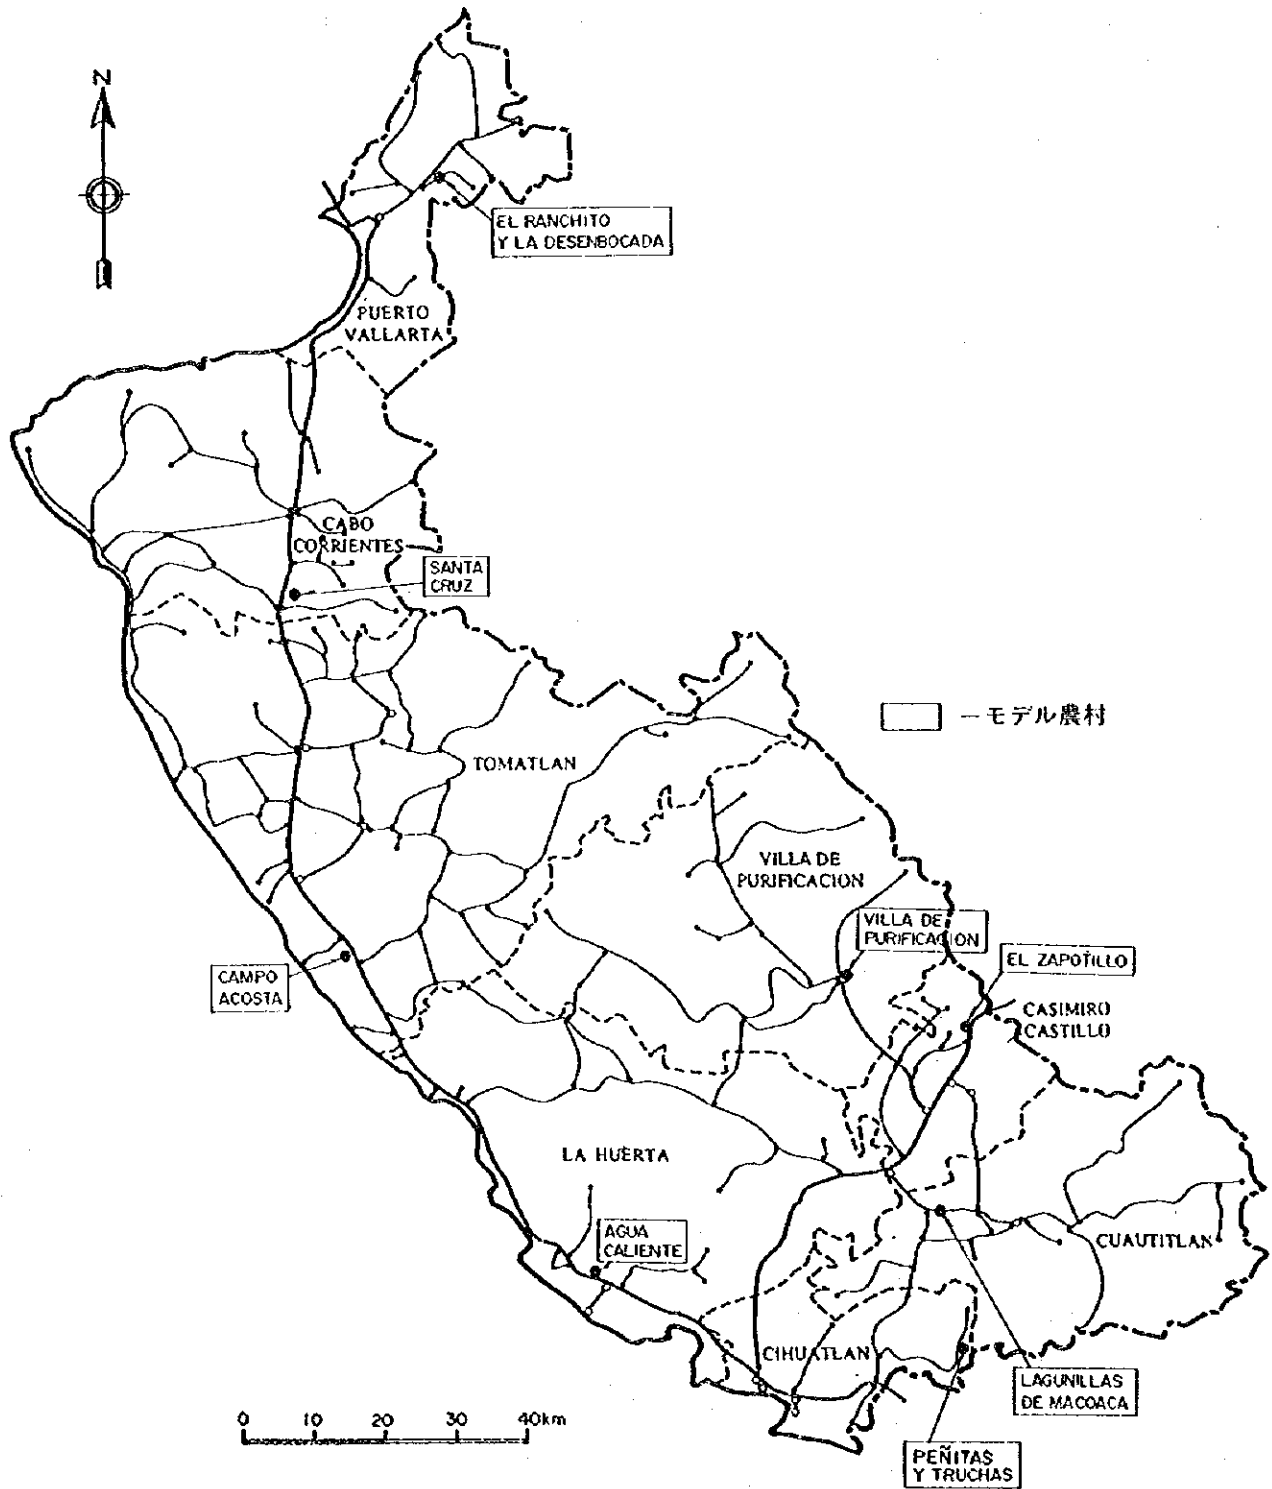 N
EL RANCHITO
Y LA DESENBOCADA
PUERTO
VALLARTA
CABO
CORRIENTES
SANTA
CRUZ
一モデル農村
TOMATLAN
VILLA DE
PURIFICACION
VILLA DE
PURIFICACION
EL ZAPOTILLO
CAMPO
ACOSTA
CASIMIRO
CASTILLO
LA HUERTA
AGUA
CALIENTE
CUAUTITLAN
CIHUATLAN
LAGUNILLAS
DE MACOACA
0 10 20 30 40km
PEÑITAS
Y TRUCHAS